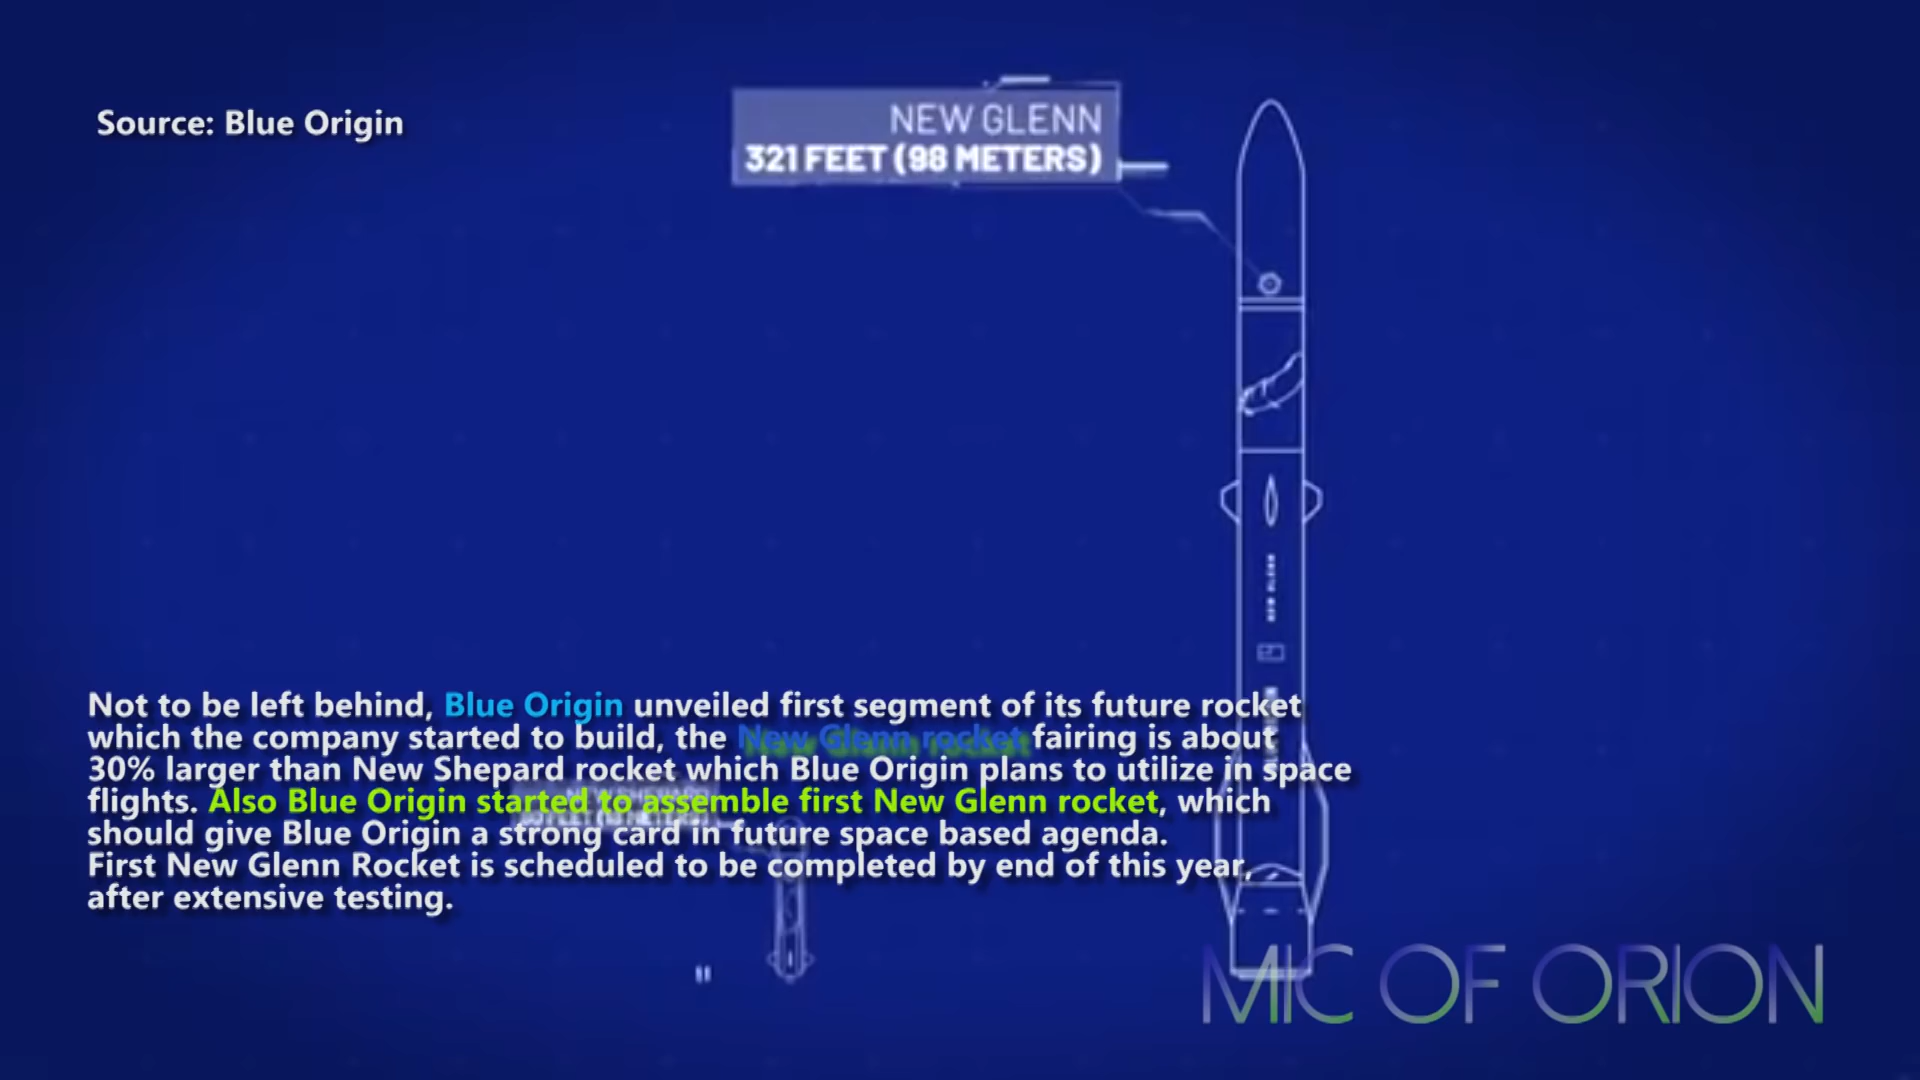 Source: Blue Origin
NEW GLENN
321 FEET (98 METERS)
NEW GLENN
Not to be left behind, Blue Origin unveiled first segment of its future rocket
which the company started to build, the New Glenn rocket fairing is about
30% larger than New Shepard rocket which Blue Origin plans to utilize in space
flights. Also Blue Origin started to assemble first New Glenn rocket, which
should give Blue Origin a strong card in future space based agenda.
First New Glenn Rocket is scheduled to be completed by end of this year,
after extensive testing.
MIC OF ORION